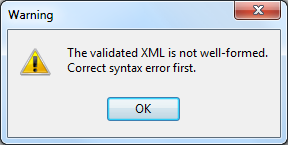 Warning
The validated XML is not well-formed.
Correct syntax error first.
OK